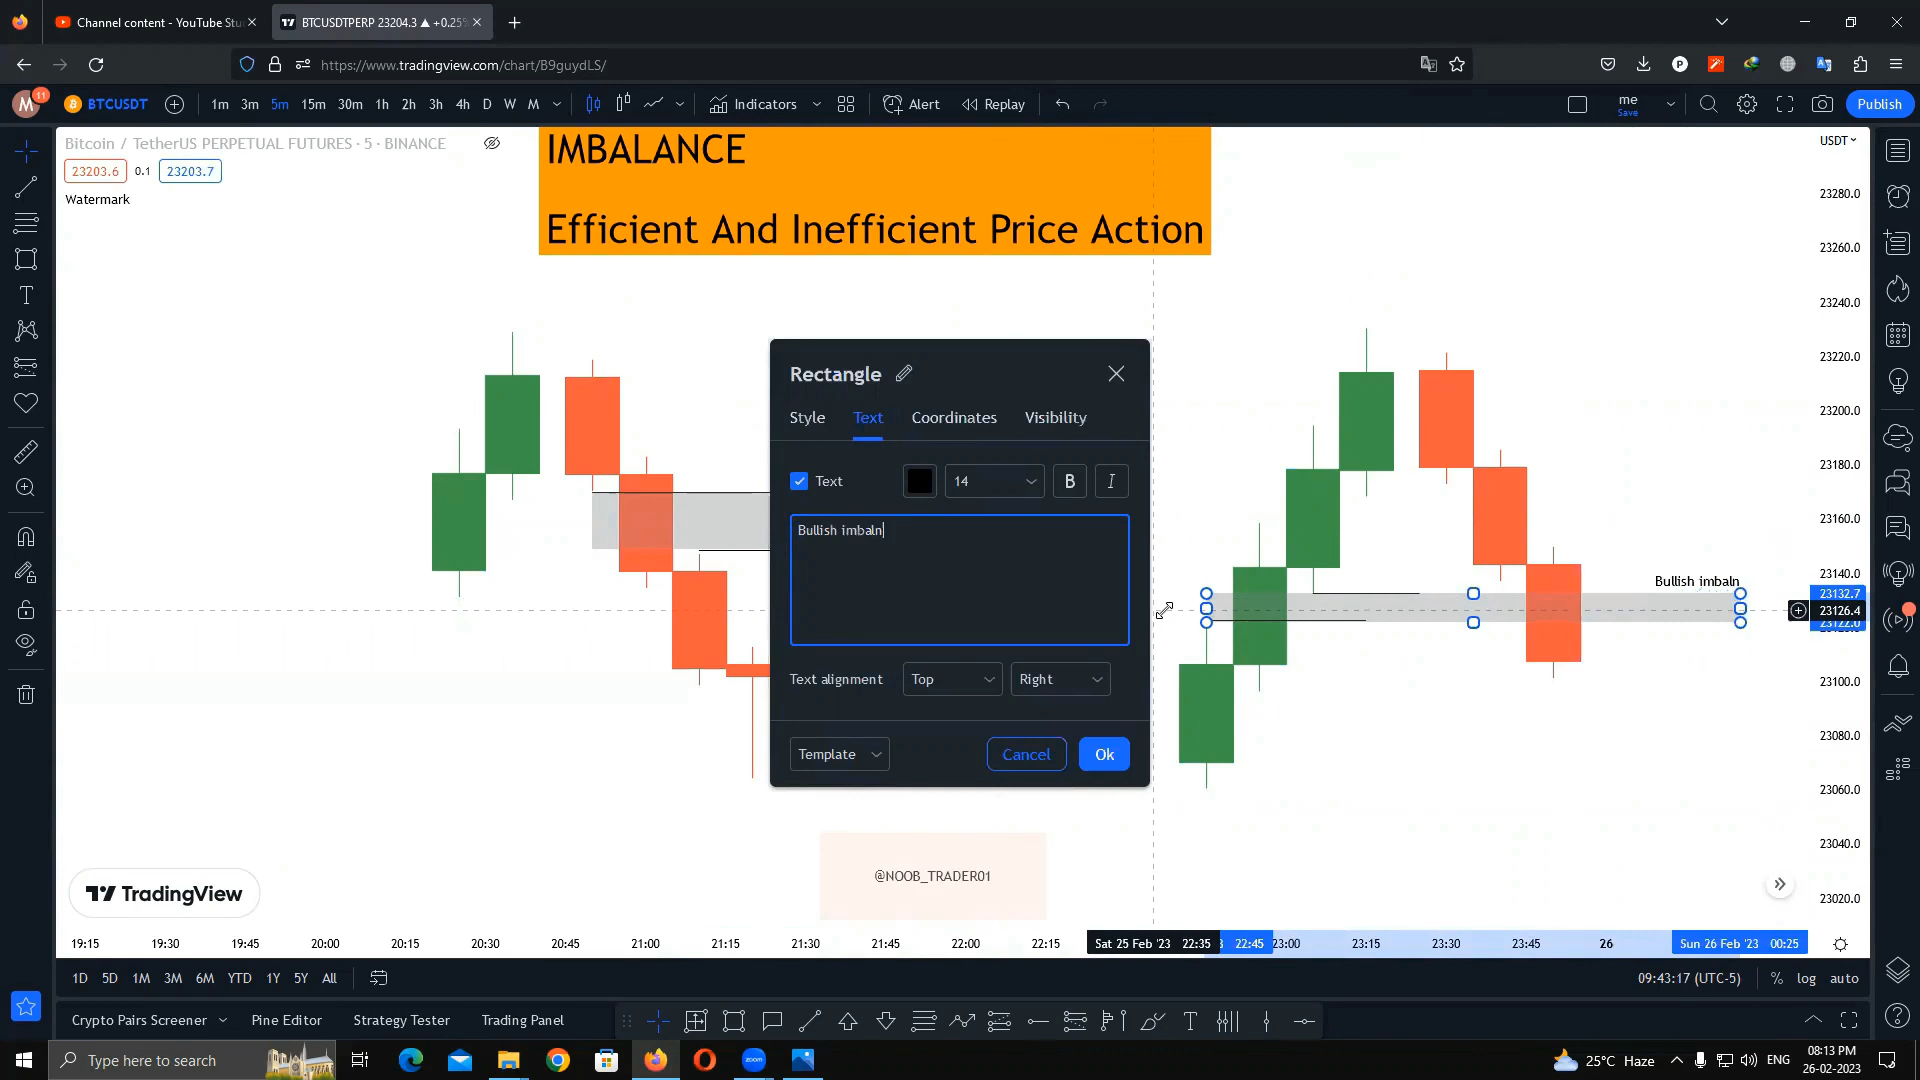 Channel content - YouTube Stu
BTCUSDTPERP 23204.3 ▲ +0.25%
https://www.tradingview.com/chart/B9guydLS/
M
11
BTCUSDT
1m 3m 5m 15m 30m 1h 2h 3h 4h D W M
Indicators
Alert
Replay
me
Save
Publish
Bitcoin / TetherUS PERPETUAL FUTURES · 5 · BINANCE
23203.6 0.1 23203.7
Watermark
IMBALANCE
Efficient And Inefficient Price Action
USDT
23280.0
23260.0
23240.0
23220.0
23200.0
23180.0
23160.0
23140.0
23132.7
23126.4
23122.0
23100.0
23080.0
23060.0
23040.0
23020.0
Rectangle
Style Text Coordinates Visibility
Text 14 B I
Bullish imbaln
Text alignment Top Right
Template Cancel Ok
Bullish imbaln
@NOOB_TRADER01
TradingView
19:15 19:30 19:45 20:00 20:15 20:30 20:45 21:00 21:15 21:30 21:45 22:00 22:15 Sat 25 Feb '23 22:35 22:45 23:00 23:15 23:30 23:45 26 Sun 26 Feb '23 00:25
1D 5D 1M 3M 6M YTD 1Y 5Y All
09:43:17 (UTC-5) % log auto
Crypto Pairs Screener Pine Editor Strategy Tester Trading Panel
Type here to search
zoom
25°C Haze
ENG
08:13 PM
26-02-2023